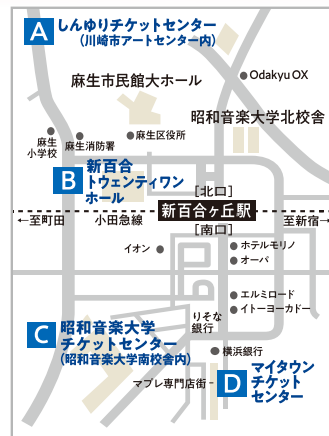 A しんゆりチケットセンター
(川崎市アートセンター内)
Odakyu OX
麻生市民館大ホール
昭和音楽大学北校舎
麻生
小学校
麻生消防署
麻生区役所
B 新百合
トウェンティワン
ホール
［北口］
新百合ヶ丘駅
［南口］
←至町田
小田急線
至新宿→
イオン
ホテルモリノ
オーパ
エルミロード
イトーヨーカドー
りそな
銀行
C 昭和音楽大学
チケットセンター
(昭和音楽大学南校舎内)
横浜銀行
マプレ専門店街
D マイタウン
チケット
センター